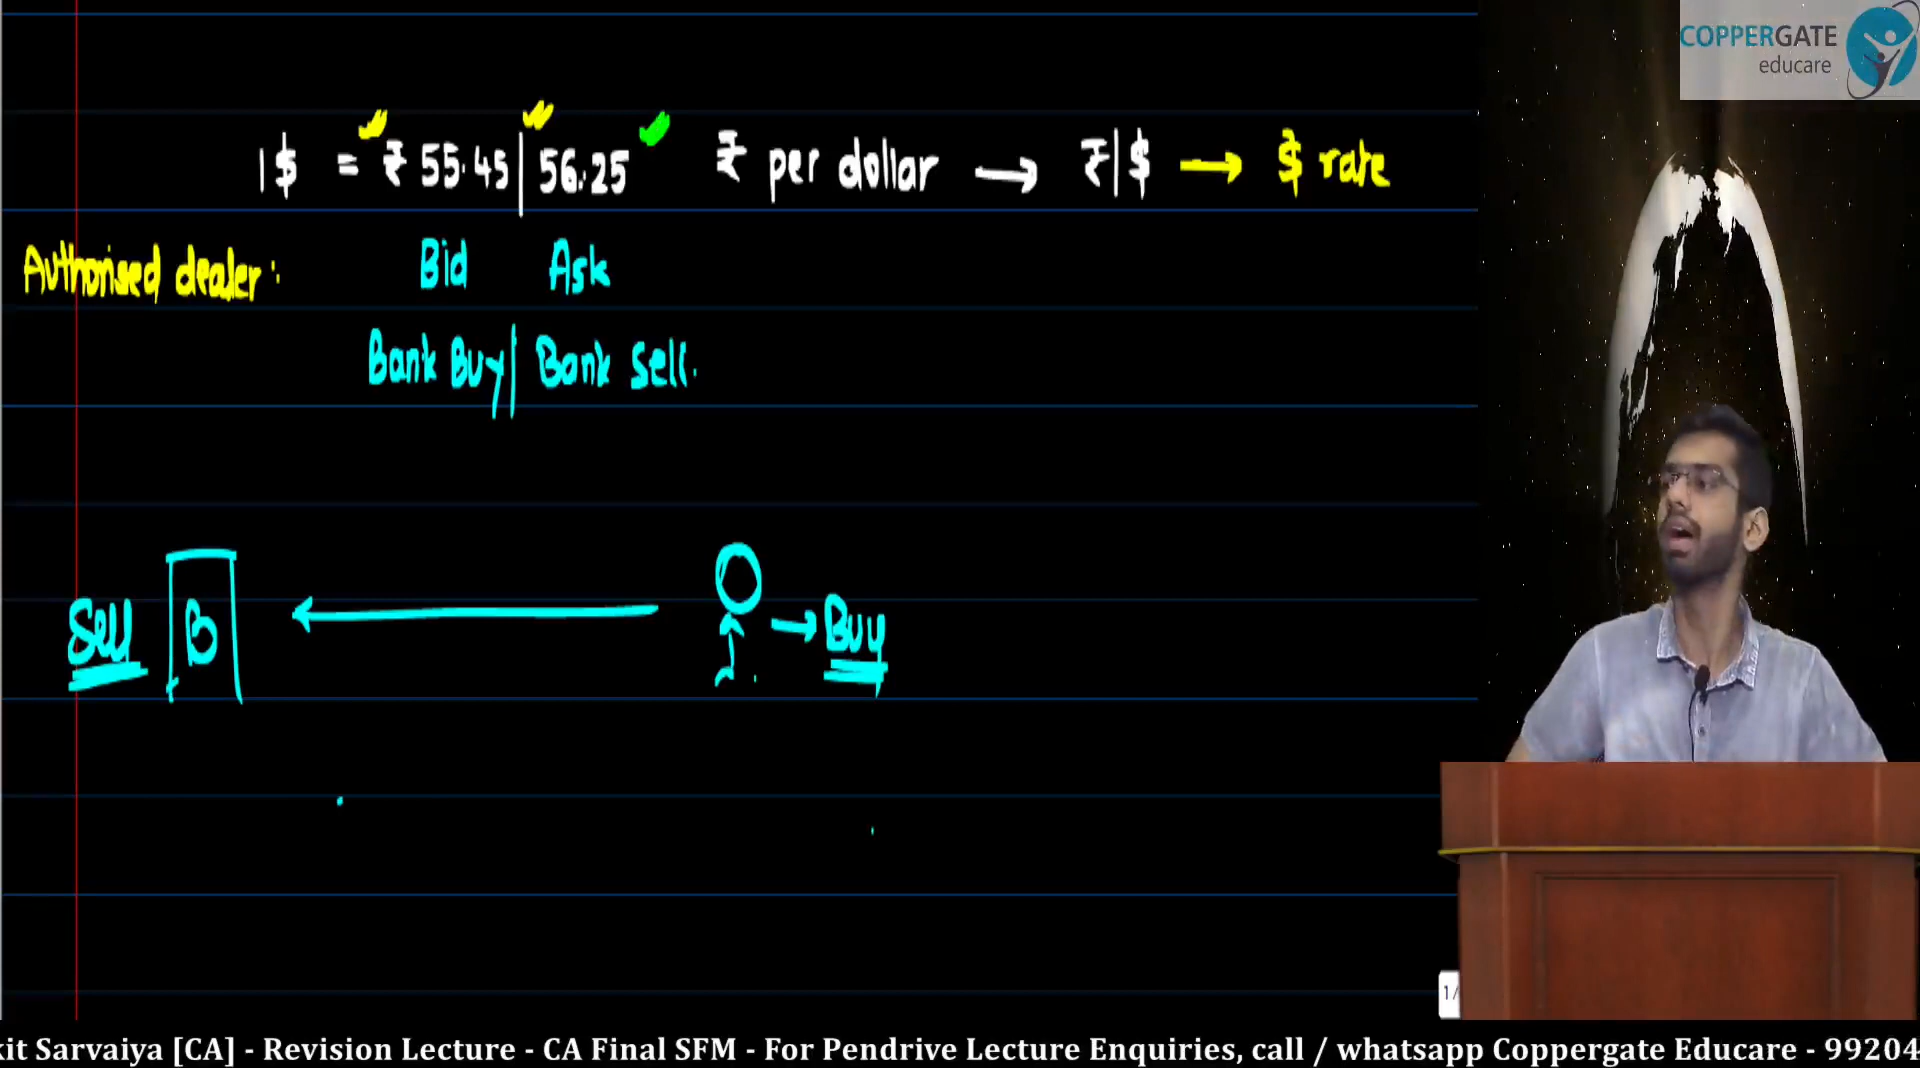 COPPERGATE
educare
1$ = ₹ 55.45 | 56.25 ₹ per dollar → ₹|$ → $ rate
Authorised dealer: Bid Ask
Bank Buy | Bank Sell.
Sell B ← → Buy
1/
kit Sarvaiya [CA] - Revision Lecture - CA Final SFM - For Pendrive Lecture Enquiries, call / whatsapp Coppergate Educare - 99204